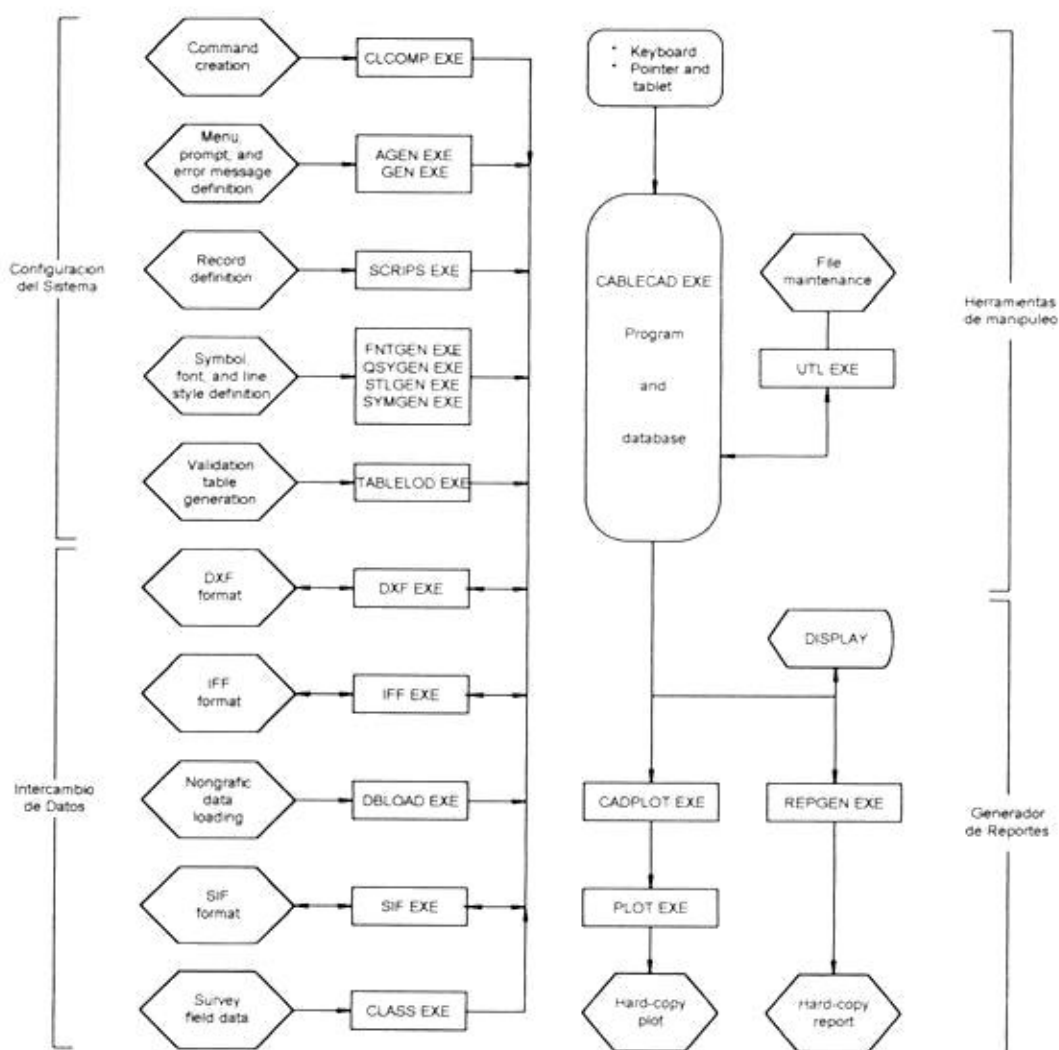 Configuracion
del Sistema
Command
creation
CLCOMP EXE
Menu,
prompt, and
error message
definition
AGEN EXE
GEN EXE
Record
definition
SCRIPS EXE
Symbol,
font, and line
style definition
FNTGEN EXE
QSYGEN EXE
STLGEN EXE
SYMGEN EXE
Validation
table
generation
TABLELOD EXE
Intercambio
de Datos
DXF
format
DXF EXE
IFF
format
IFF EXE
Nongrafic
data
loading
DBLOAD EXE
SIF
format
SIF EXE
Survey
field data
CLASS EXE
* Keyboard
* Pointer and
tablet
CABLECAD EXE
Program
and
database
File
maintenance
UTL EXE
Herramientas
de manipuleo
DISPLAY
CADPLOT EXE
REPGEN EXE
PLOT EXE
Hard-copy
plot
Hard-copy
report
Generador
de Reportes